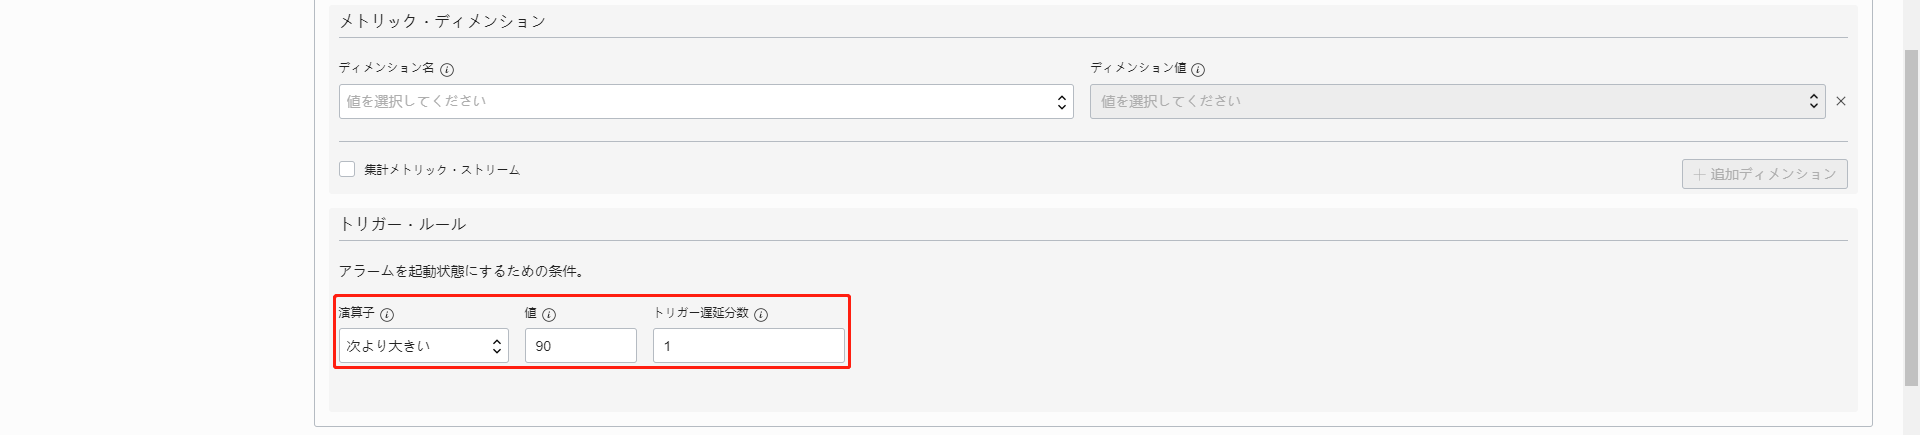 メトリック・ディメンション
ディメンション名 ディメンション値
値を選択してください 値を選択してください
集計メトリック・ストリーム + 追加ディメンション
トリガー・ルール
アラームを起動状態にするための条件。
演算子 値 トリガー遅延分数
次より大きい 90 1